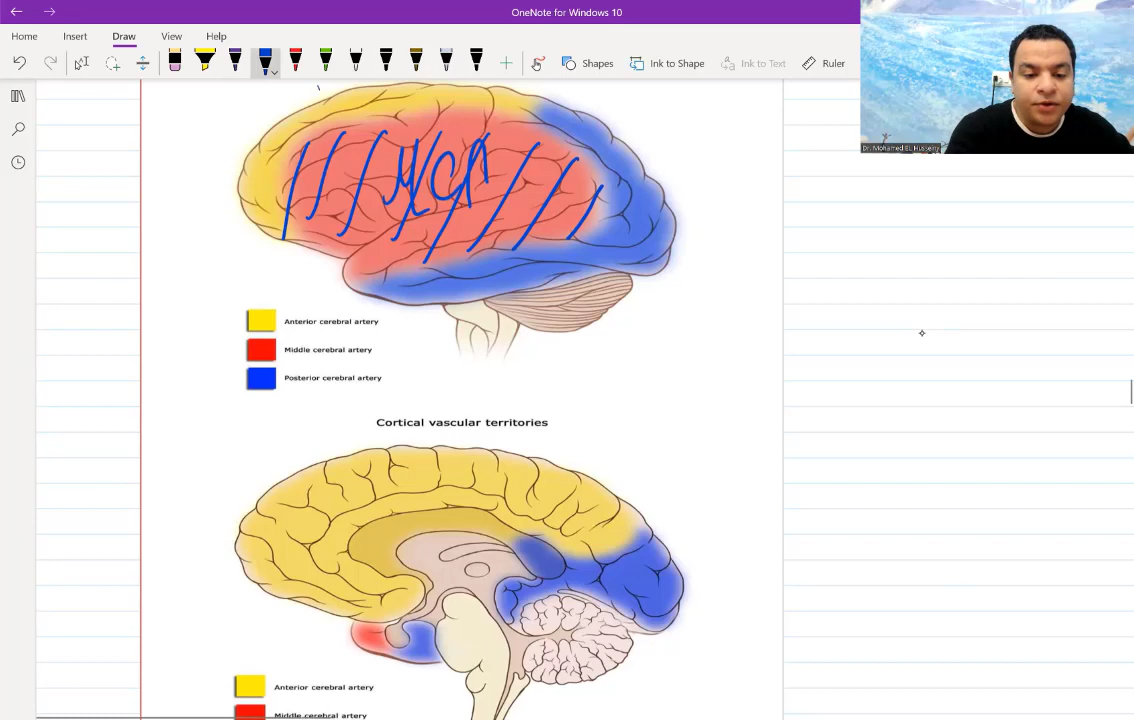 OneNote for Windows 10
Home Insert Draw View Help
Shapes Ink to Shape Ink to Text Ruler
Dr. Mohamed EL Husseiny
MCA
Anterior cerebral artery
Middle cerebral artery
Posterior cerebral artery
Cortical vascular territories
Anterior cerebral artery
Middle cerebral artery